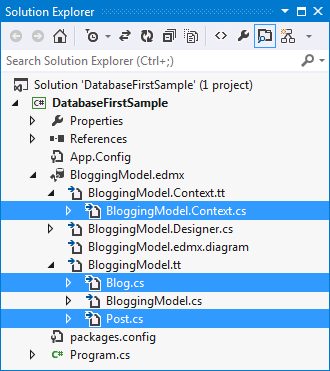 Solution Explorer
Search Solution Explorer (Ctrl+;)
Solution 'DatabaseFirstSample' (1 project)
C# DatabaseFirstSample
Properties
References
App.Config
BloggingModel.edmx
BloggingModel.Context.tt
BloggingModel.Context.cs
BloggingModel.Designer.cs
BloggingModel.edmx.diagram
BloggingModel.tt
Blog.cs
BloggingModel.cs
Post.cs
packages.config
C# Program.cs